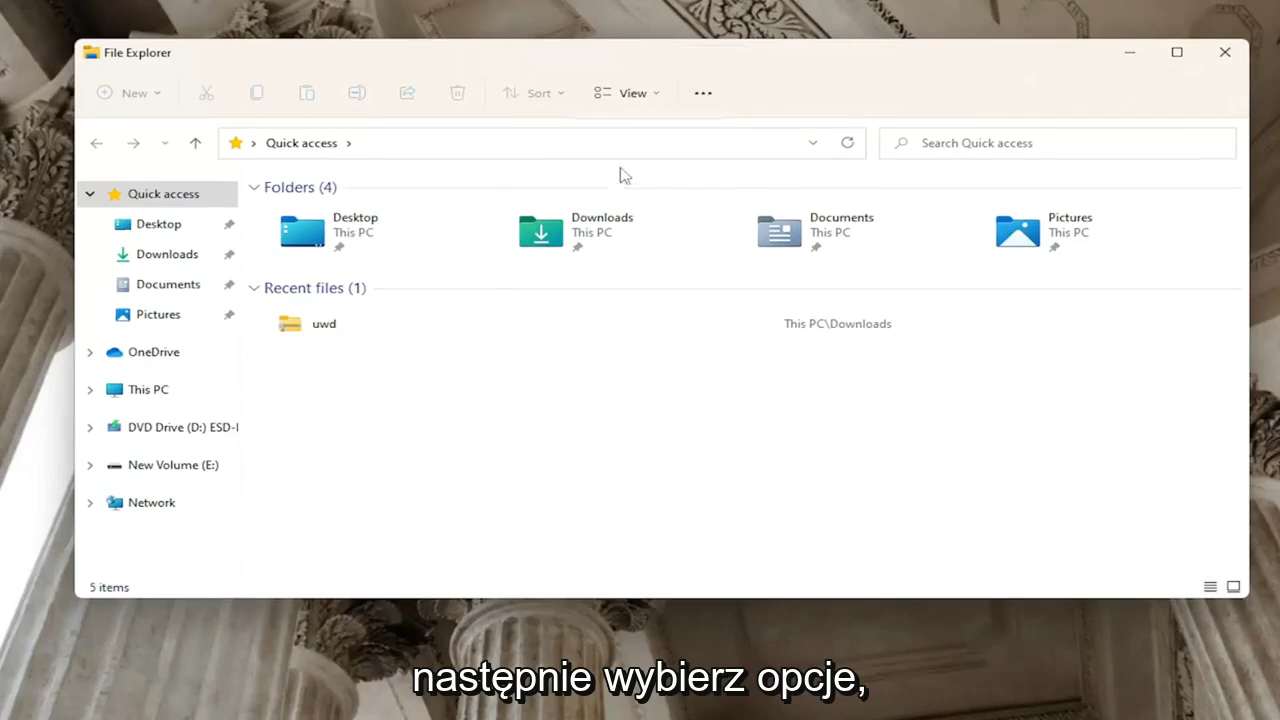 File Explorer
New
Sort
View
Quick access
Search Quick access
Quick access
Desktop
Downloads
Documents
Pictures
OneDrive
This PC
DVD Drive (D:) ESD-I
New Volume (E:)
Network
Folders (4)
Desktop
This PC
Downloads
This PC
Documents
This PC
Pictures
This PC
Recent files (1)
uwd This PC\Downloads
5 items
następnie wybierz opcje,